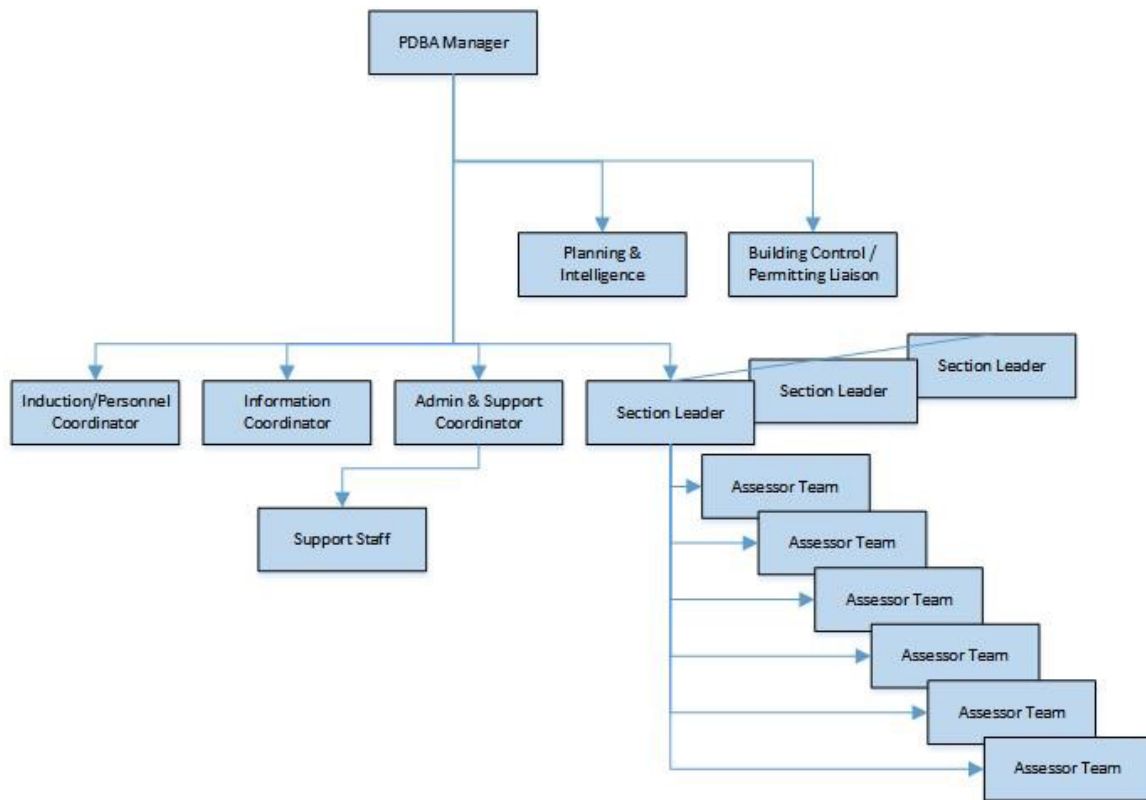 PDBA Manager
Planning &
Intelligence
Building Control /
Permitting Liaison
Section Leader
Section Leader
Section Leader
Induction/Personnel
Coordinator
Information
Coordinator
Admin & Support
Coordinator
Assessor Team
Support Staff
Assessor Team
Assessor Team
Assessor Team
Assessor Team
Assessor Team